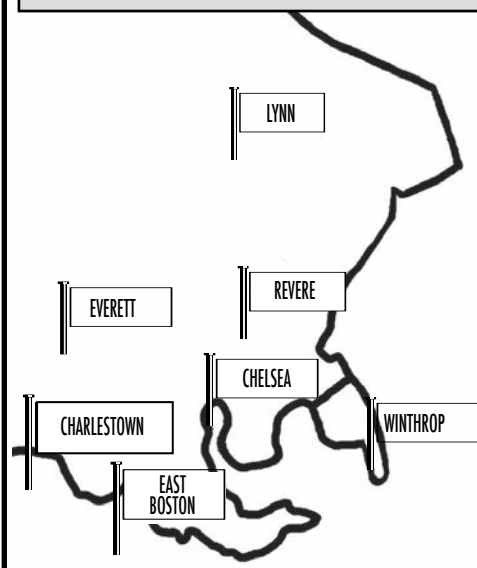 LYNN
REVERE
EVERETT
CHELSEA
CHARLESTOWN
WINTHROP
EAST
BOSTON